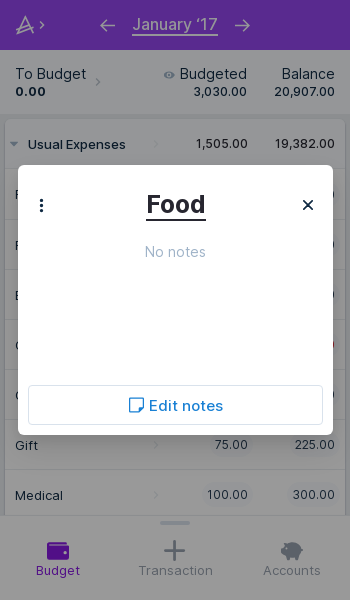 January ‘17
To Budget
Budgeted
Balance
0.00
3,030.00
20,907.00
Usual Expenses
1,505.00
19,382.00
Food
No notes
Edit notes
Gift
75.00
225.00
Medical
100.00
300.00
Budget
Transaction
Accounts